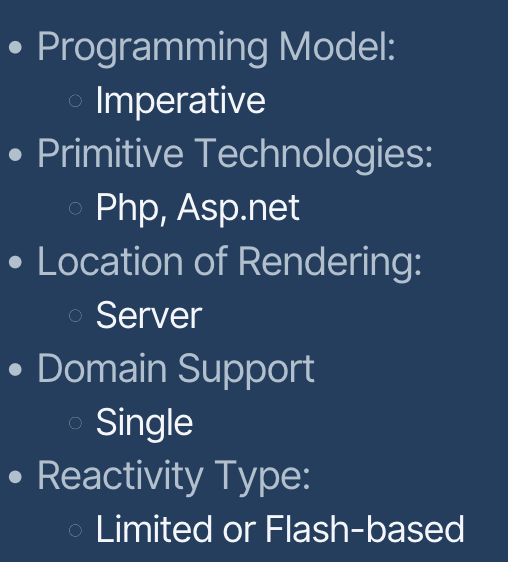 • Programming Model:
○ Imperative
• Primitive Technologies:
○ Php, Asp.net
• Location of Rendering:
○ Server
• Domain Support
○ Single
• Reactivity Type:
○ Limited or Flash-based